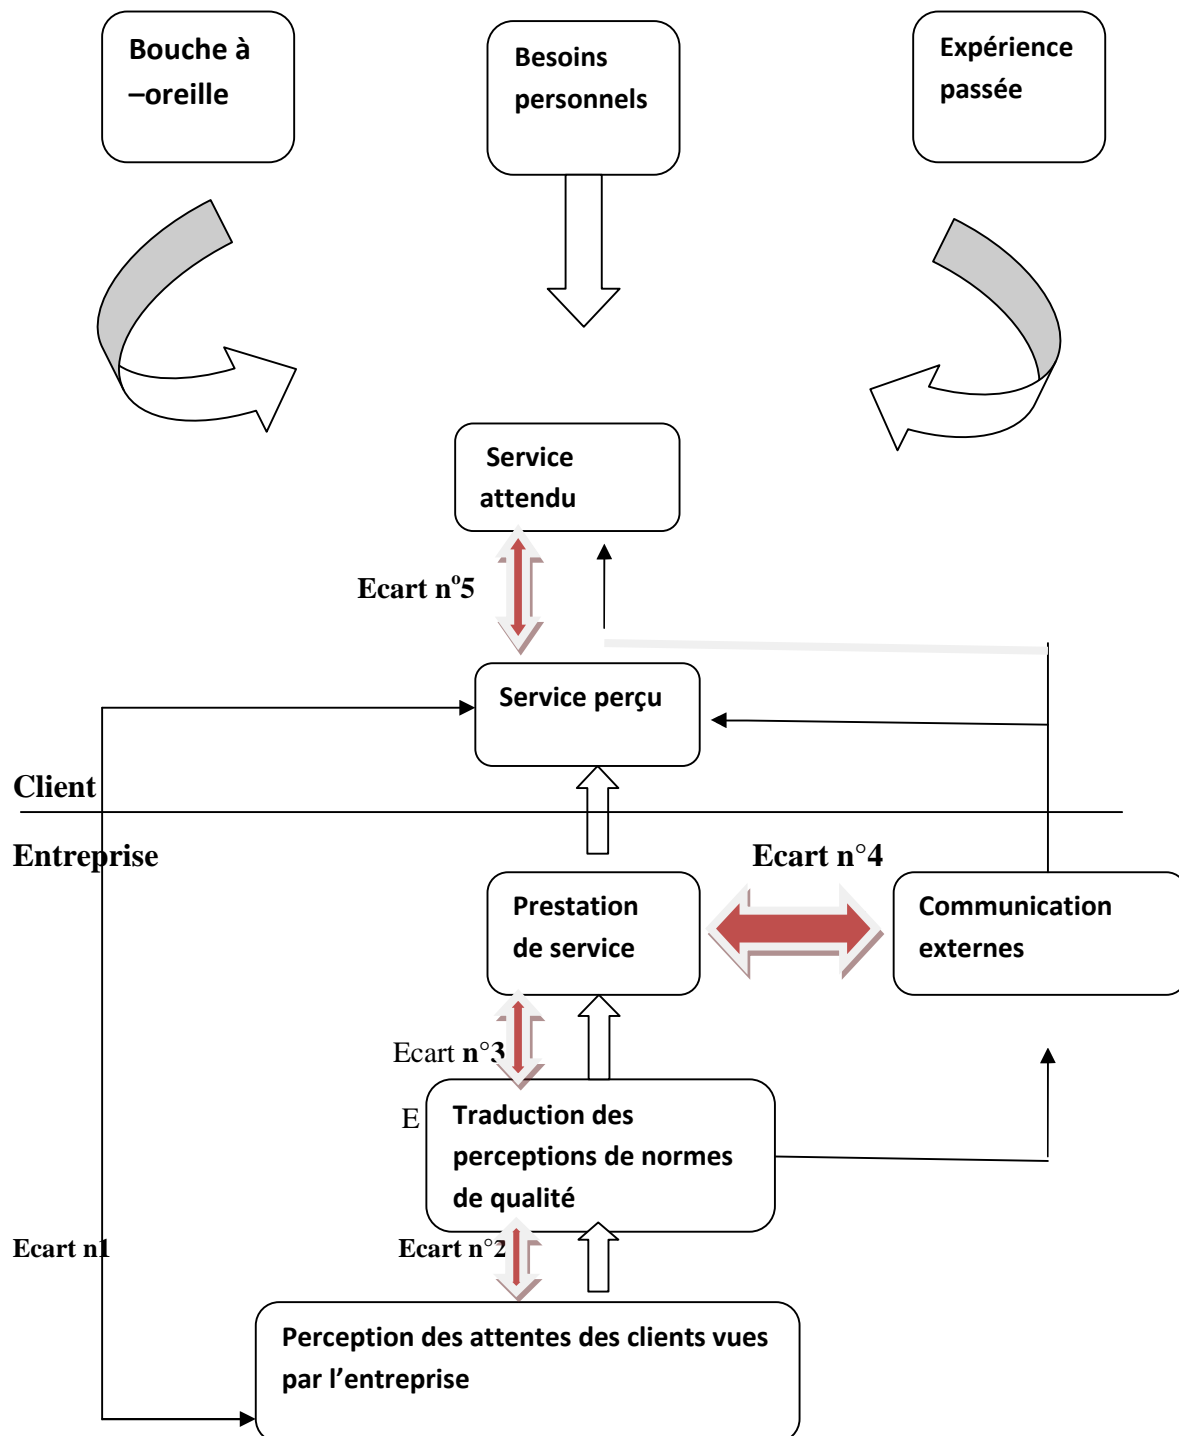 Bouche à
–oreille
Besoins
personnels
Expérience
passée
Service
attendu
Ecart n°5
Service perçu
Client
Entreprise
Ecart n°4
Prestation
de service
Communication
externes
Ecart n°3
E
Traduction des
perceptions de normes
de qualité
Ecart n1
Ecart n°2
Perception des attentes des clients vues
par l’entreprise